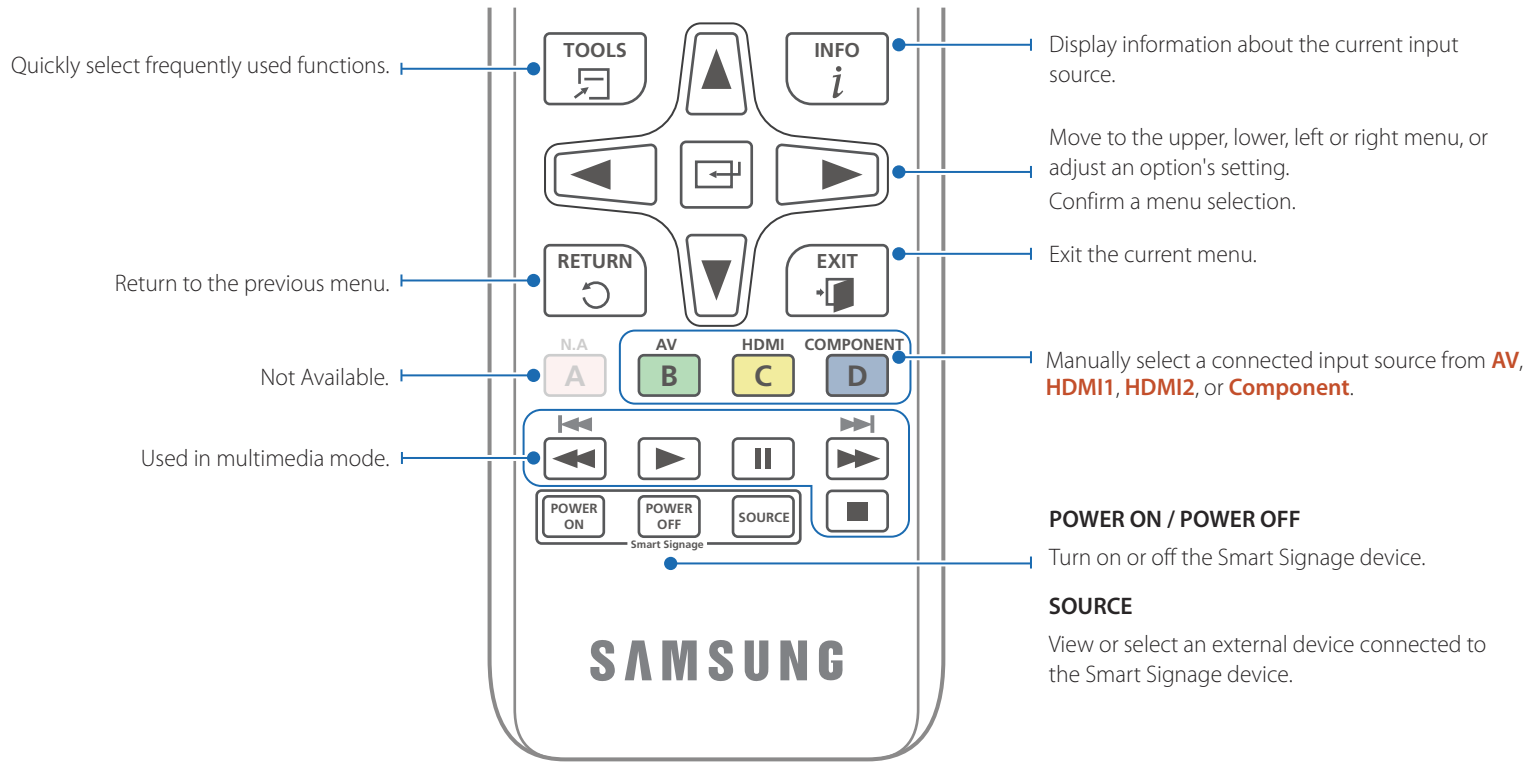 TOOLS
INFO
i
Quickly select frequently used functions.
Display information about the current input
source.
Move to the upper, lower, left or right menu, or
adjust an option's setting.
Confirm a menu selection.
RETURN
EXIT
Return to the previous menu.
Exit the current menu.
N.A
AV
HDMI
COMPONENT
A
B
C
D
Not Available.
Manually select a connected input source from AV,
HDMI1, HDMI2, or Component.
Used in multimedia mode.
POWER
ON
POWER
OFF
SOURCE
Smart Signage
POWER ON / POWER OFF
Turn on or off the Smart Signage device.
SOURCE
View or select an external device connected to
the Smart Signage device.
SAMSUNG